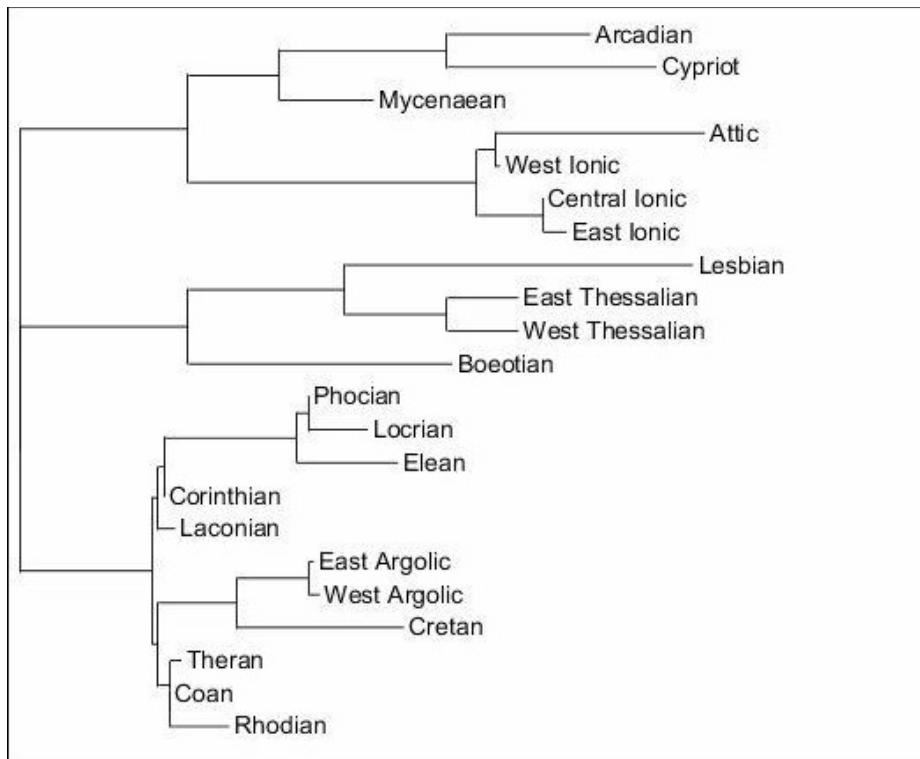 Arcadian
Cypriot
Mycenaean
Attic
West Ionic
Central Ionic
East Ionic
Lesbian
East Thessalian
West Thessalian
Boeotian
Phocian
Locrian
Elean
Corinthian
Laconian
East Argolic
West Argolic
Cretan
Theran
Coan
Rhodian